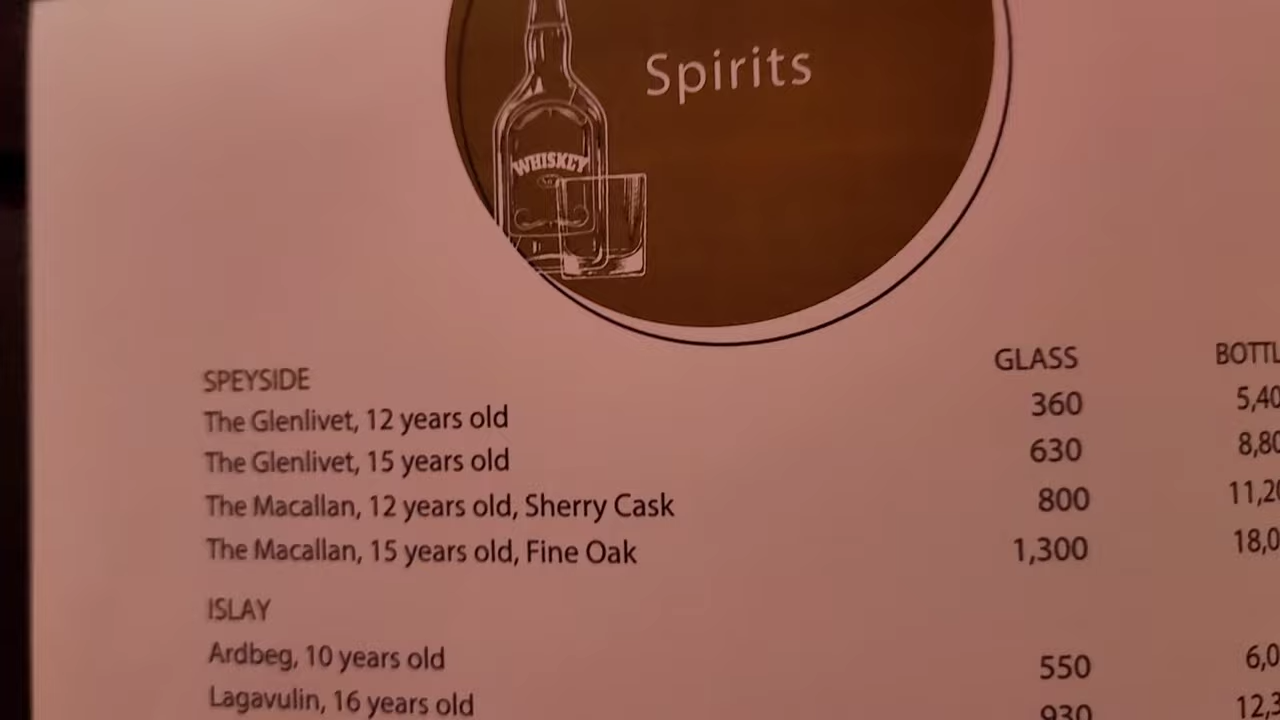 Spirits
WHISKEY
GLASS
SPEYSIDE
The Glenlivet, 12 years old 360
The Glenlivet, 15 years old 630
The Macallan, 12 years old, Sherry Cask 800
The Macallan, 15 years old, Fine Oak 1,300
ISLAY
Ardbeg, 10 years old 550
Lagavulin, 16 years old 930